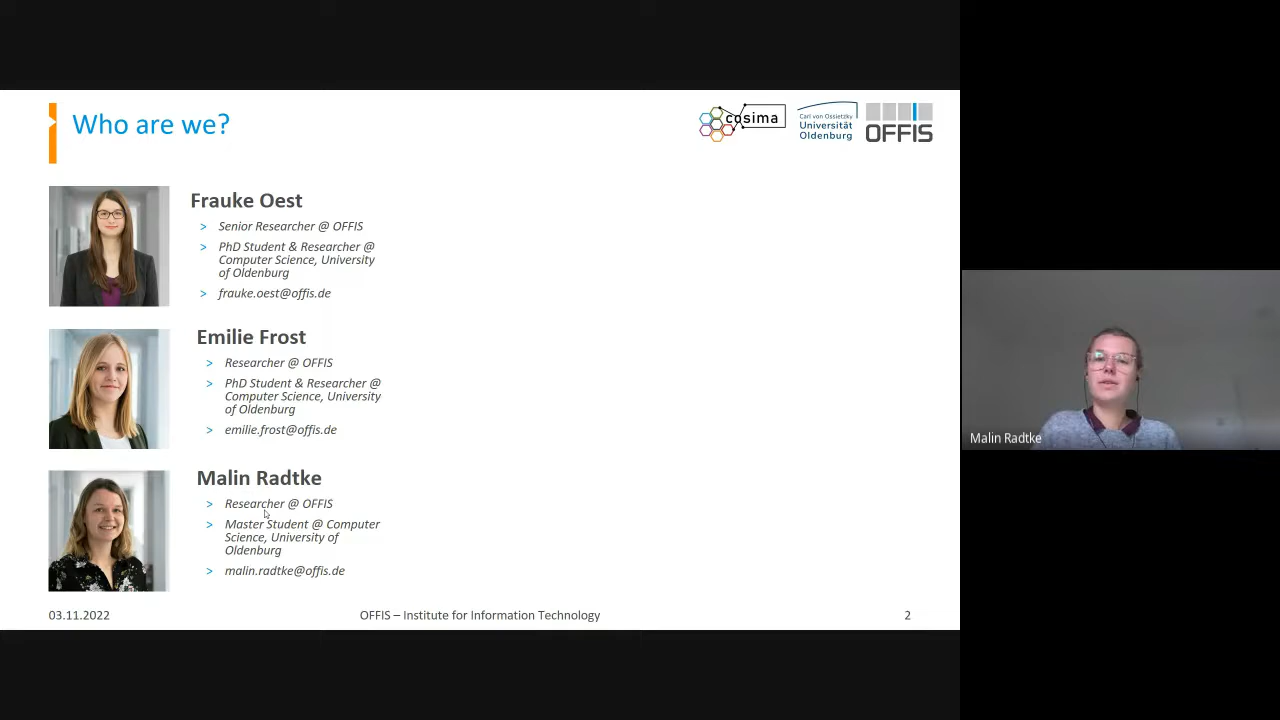 Who are we?
cosima
Carl von Ossietzky
Universität
Oldenburg
OFFIS
Frauke Oest
> Senior Researcher @ OFFIS
> PhD Student & Researcher @
Computer Science, University
of Oldenburg
> frauke.oest@offis.de
Emilie Frost
> Researcher @ OFFIS
> PhD Student & Researcher @
Computer Science, University
of Oldenburg
> emilie.frost@offis.de
Malin Radtke
> Researcher @ OFFIS
> Master Student @ Computer
Science, University of
Oldenburg
> malin.radtke@offis.de
03.11.2022
OFFIS – Institute for Information Technology
2
Malin Radtke